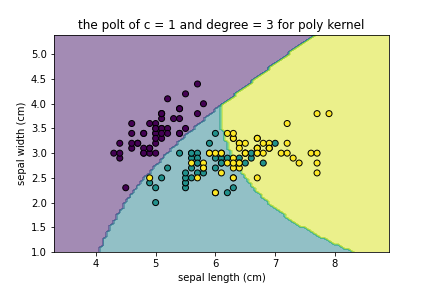 the polt of c = 1 and degree = 3 for poly kernel
sepal width (cm)
5.0
4.5
4.0
3.5
3.0
2.5
2.0
1.5
1.0
4 5 6 7 8
sepal length (cm)